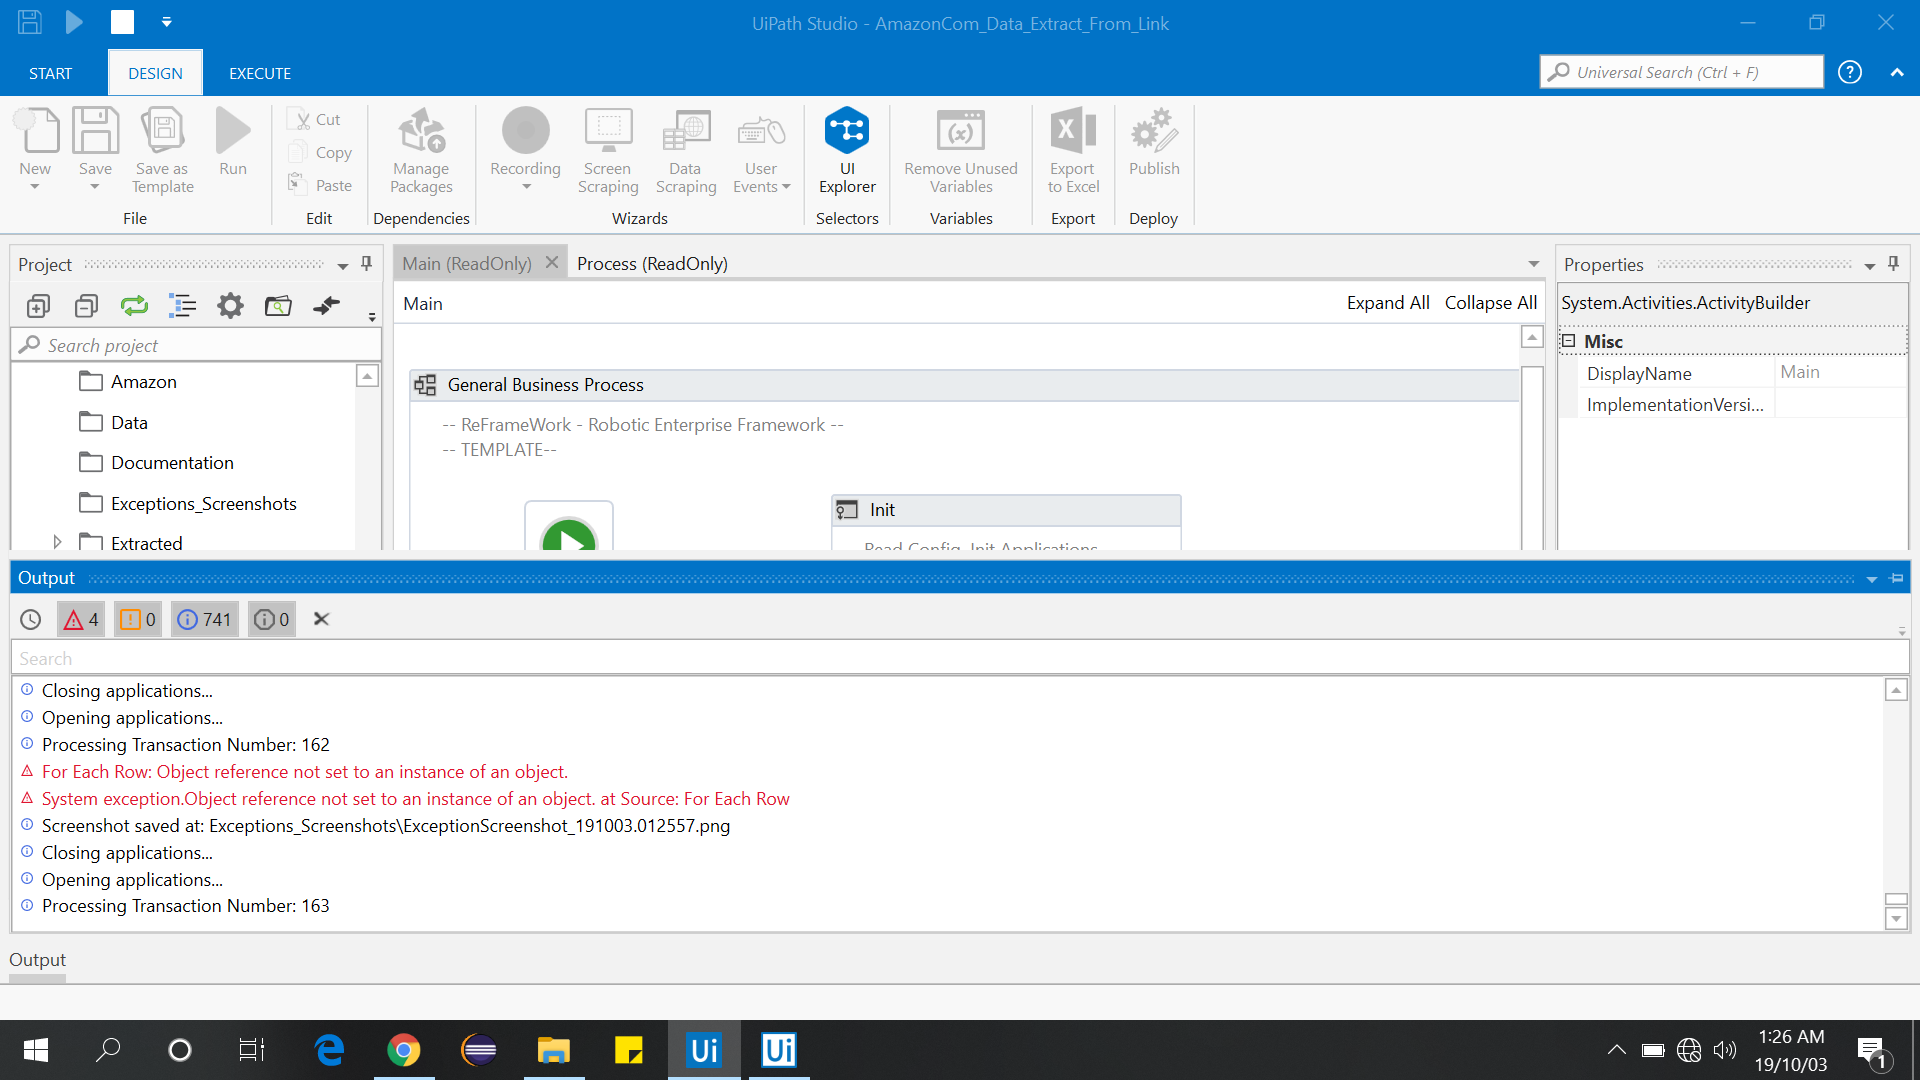 UiPath Studio - AmazonCom_Data_Extract_From_Link
START DESIGN EXECUTE
Universal Search (Ctrl + F)
New
Save
Save as
Template
Run
File
Cut
Copy
Paste
Edit
Manage
Packages
Dependencies
Recording
Screen
Scraping
Data
Scraping
User
Events
Wizards
UI
Explorer
Selectors
Remove Unused
Variables
Variables
Export
to Excel
Export
Publish
Deploy
Project
Search project
Amazon
Data
Documentation
Exceptions_Screenshots
Extracted
Main (ReadOnly) Process (ReadOnly)
Main
Expand All Collapse All
General Business Process
-- ReFrameWork - Robotic Enterprise Framework --
-- TEMPLATE--
Init
Read Config, Init Applications
Properties
System.Activities.ActivityBuilder
Misc
DisplayName Main
ImplementationVersi...
Output
4 0 741 0
Search
Closing applications...
Opening applications...
Processing Transaction Number: 162
For Each Row: Object reference not set to an instance of an object.
System exception.Object reference not set to an instance of an object. at Source: For Each Row
Screenshot saved at: Exceptions_Screenshots\ExceptionScreenshot_191003.012557.png
Closing applications...
Opening applications...
Processing Transaction Number: 163
Output
Ui Ui
1:26 AM
19/10/03
1